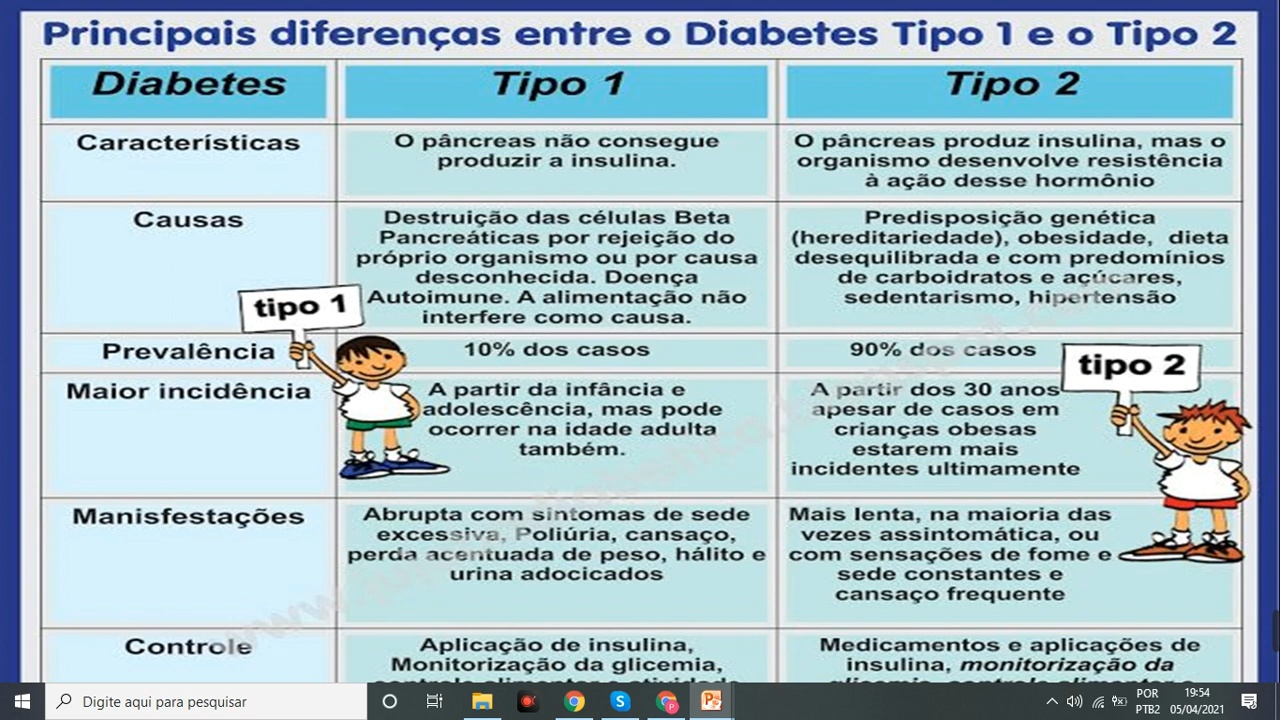 Principais diferenças entre o Diabetes Tipo 1 e o Tipo 2
Diabetes
Tipo 1
Tipo 2
Características
O pâncreas não consegue
produzir a insulina.
O pâncreas produz insulina, mas o
organismo desenvolve resistência
à ação desse hormônio
Causas
Destruição das células Beta
Pancreáticas por rejeição do
próprio organismo ou por causa
desconhecida. Doença
Autoimune. A alimentação não
interfere como causa.
Predisposição genética
(hereditariedade), obesidade, dieta
desequilibrada e com predomínios
de carboidratos e açúcares,
sedentarismo, hipertensão
tipo 1
Prevalência
10% dos casos
90% dos casos
tipo 2
Maior incidência
A partir da infância e
adolescência, mas pode
ocorrer na idade adulta
também.
A partir dos 30 anos
apesar de casos em
crianças obesas
estarem mais
incidentes ultimamente
Manisfestações
Abrupta com sintomas de sede
excessiva, Poliúria, cansaço,
perda acentuada de peso, hálito e
urina adocicados
Mais lenta, na maioria das
vezes assintomática, ou
com sensações de fome e
sede constantes e
cansaço frequente
Controle
Aplicação de insulina,
Monitorização da glicemia,
controle alimentar e atividade
Medicamentos e aplicações de
insulina, monitorização da
glicemia, controle alimentar e
Digite aqui para pesquisar
POR
PTB2
19:54
05/04/2021